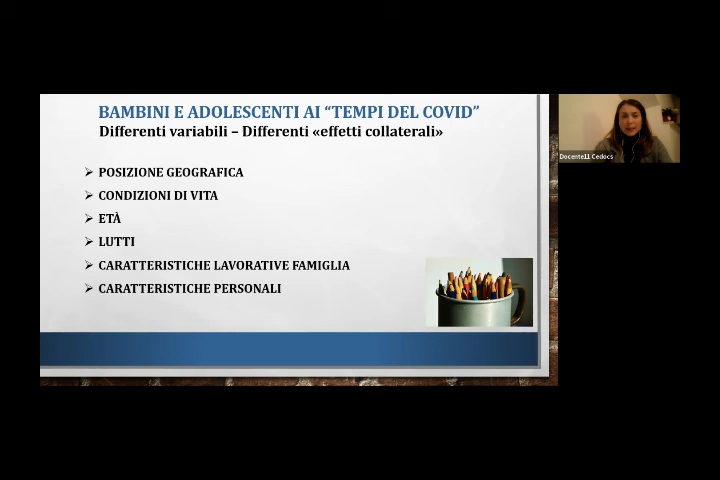 BAMBINI E ADOLESCENTI AI “TEMPI DEL COVID”
Differenti variabili – Differenti «effetti collaterali»
POSIZIONE GEOGRAFICA
CONDIZIONI DI VITA
ETÀ
LUTTI
CARATTERISTICHE LAVORATIVE FAMIGLIA
CARATTERISTICHE PERSONALI
Docente11 Cedocs